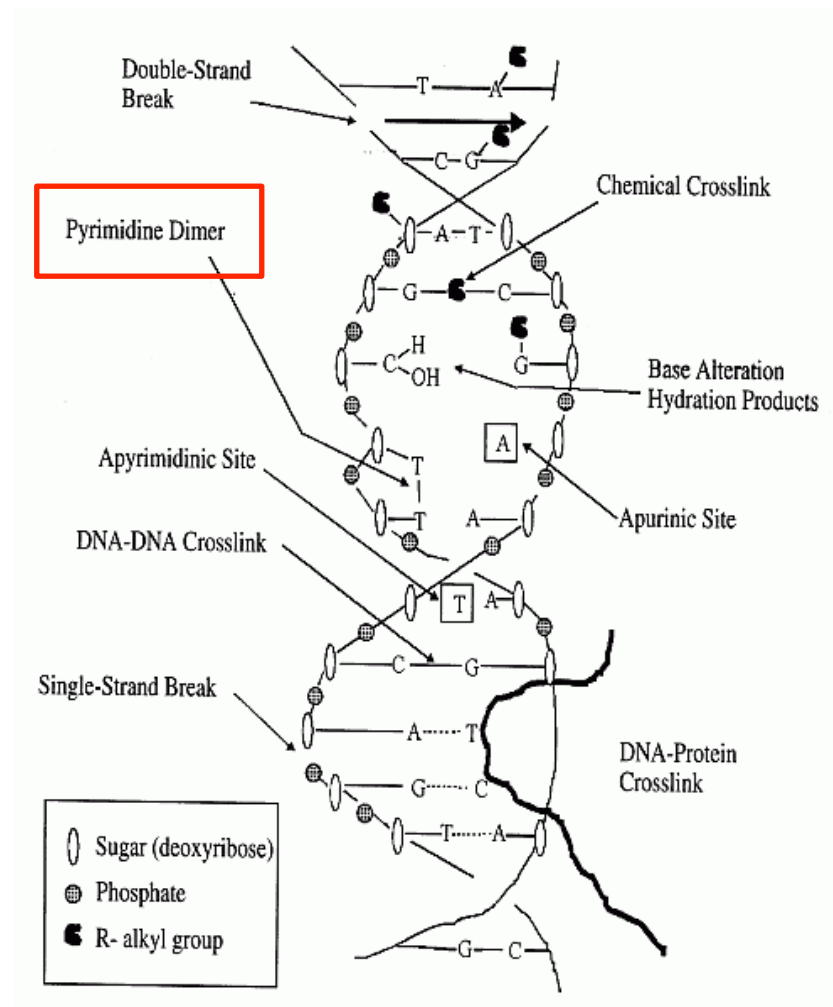 Double-Strand
Break
T
A
C-G
Chemical Crosslink
Pyrimidine Dimer
A-T
G
C
H
C
OH
G
Base Alteration
Hydration Products
A
T
Apyrimidinic Site
Apurinic Site
T
A
DNA-DNA Crosslink
T
A
C
G
Single-Strand Break
A
T
DNA-Protein
Crosslink
G
C
T
A
Sugar (deoxyribose)
Phosphate
R- alkyl group
G
C